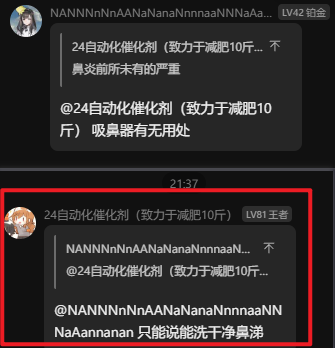 NANNNnNnAANaNanaNnnnaaNNNaAa... LV42 铂金
24自动化催化剂（致力于减肥10斤...
鼻炎前所未有的严重
@24自动化催化剂（致力于减肥10
斤） 吸鼻器有无用处
21:37
24自动化催化剂（致力于减肥10斤） LV81 王者
NANNNnNnAANaNanaNnnnaaN...
@24自动化催化剂（致力于减肥10斤...
@NANNNnNnAANaNanaNnnnaaNN
NaAannanan 只能说能洗干净鼻涕